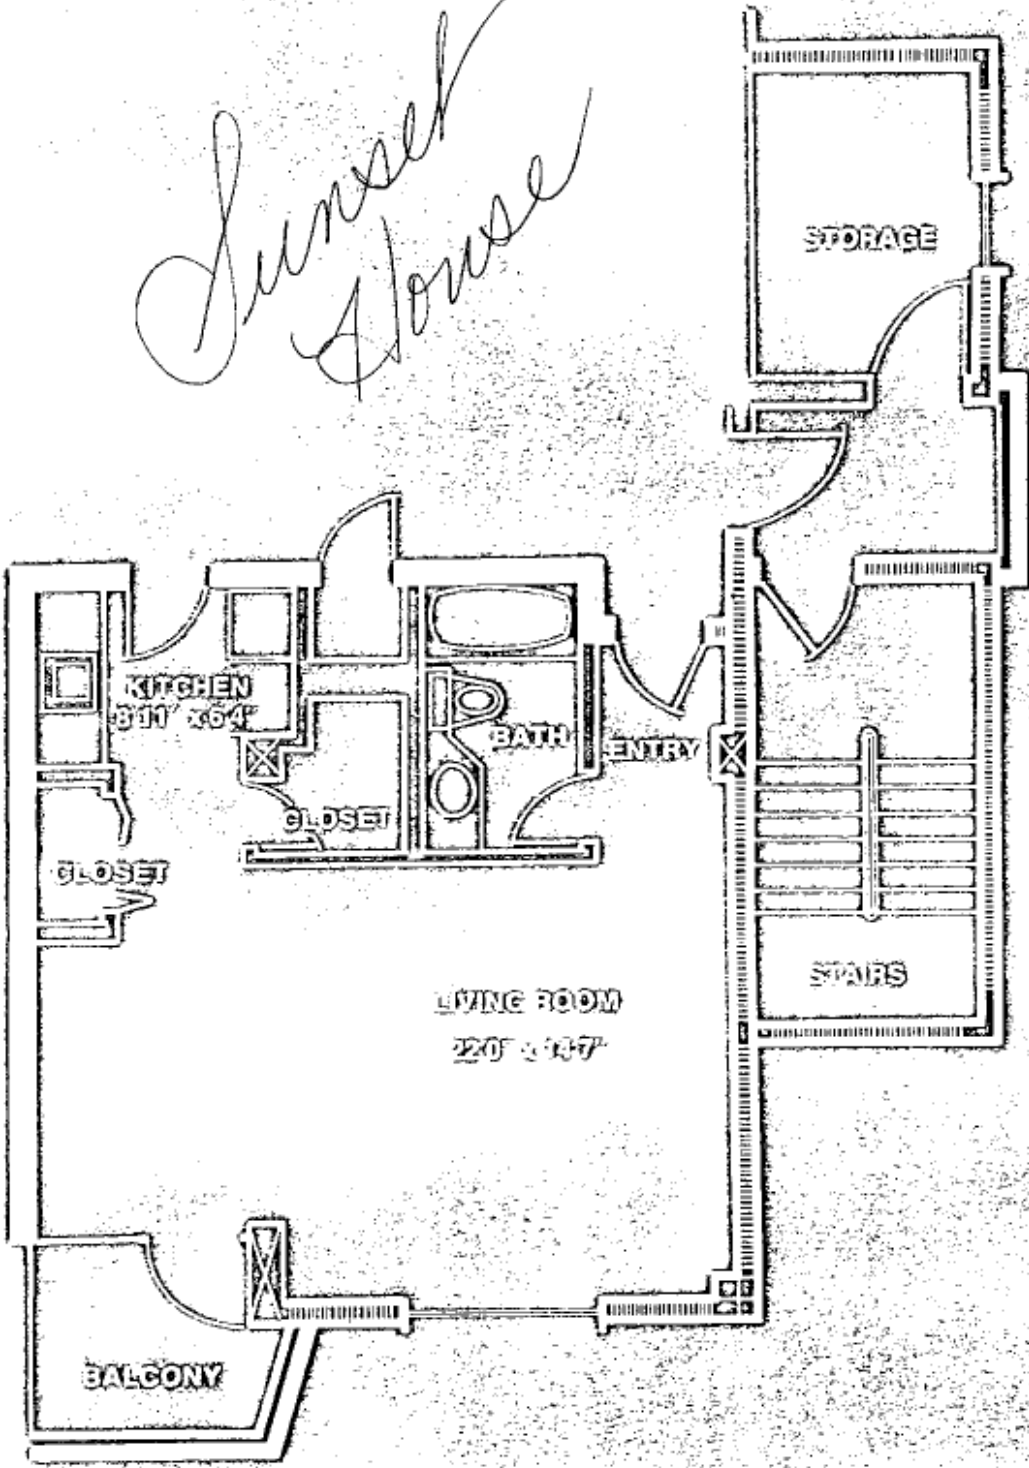 Sunset
House
STORAGE
KITCHEN
8'11" x 6'4"
BATH
ENTRY
CLOSET
CLOSET
STAIRS
LIVING ROOM
22'0" x 14'7"
BALCONY